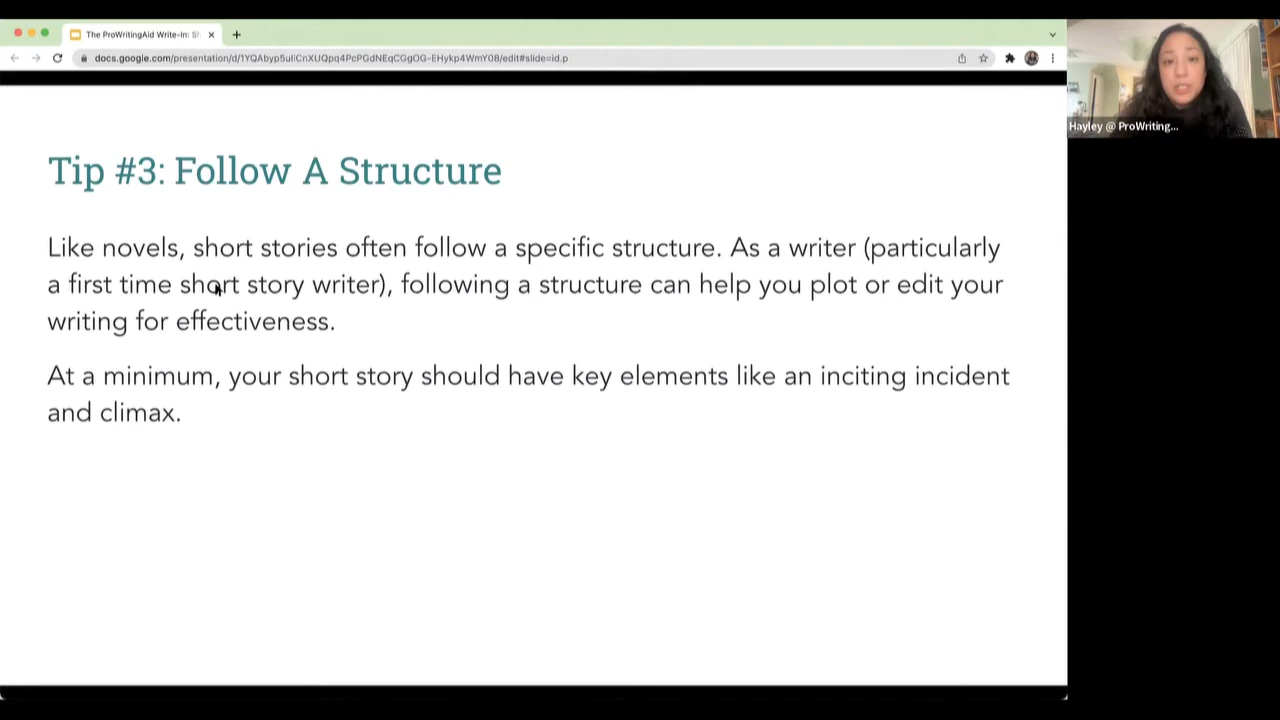 The ProWritingAid Write-In: S
docs.google.com/presentation/d/1YQAbyp5uIiCnXUQpq4PcPGdNEqCGgOG-EHykp4WmY08/edit#slide=id.p
Hayley @ ProWriting...
Tip #3: Follow A Structure
Like novels, short stories often follow a specific structure. As a writer (particularly
a first time short story writer), following a structure can help you plot or edit your
writing for effectiveness.
At a minimum, your short story should have key elements like an inciting incident
and climax.